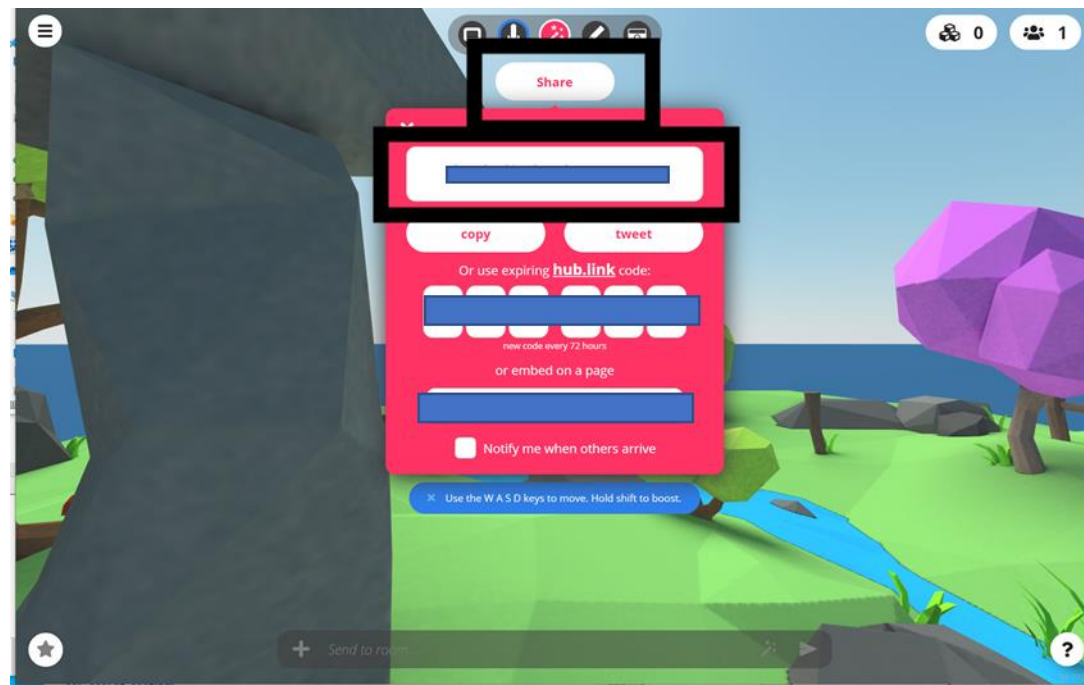 0
1
Share
copy
tweet
Or use expiring hub.link code:
new code every 72 hours
or embed on a page
Notify me when others arrive
× Use the W A S D keys to move. Hold shift to boost.
Send to room...
?